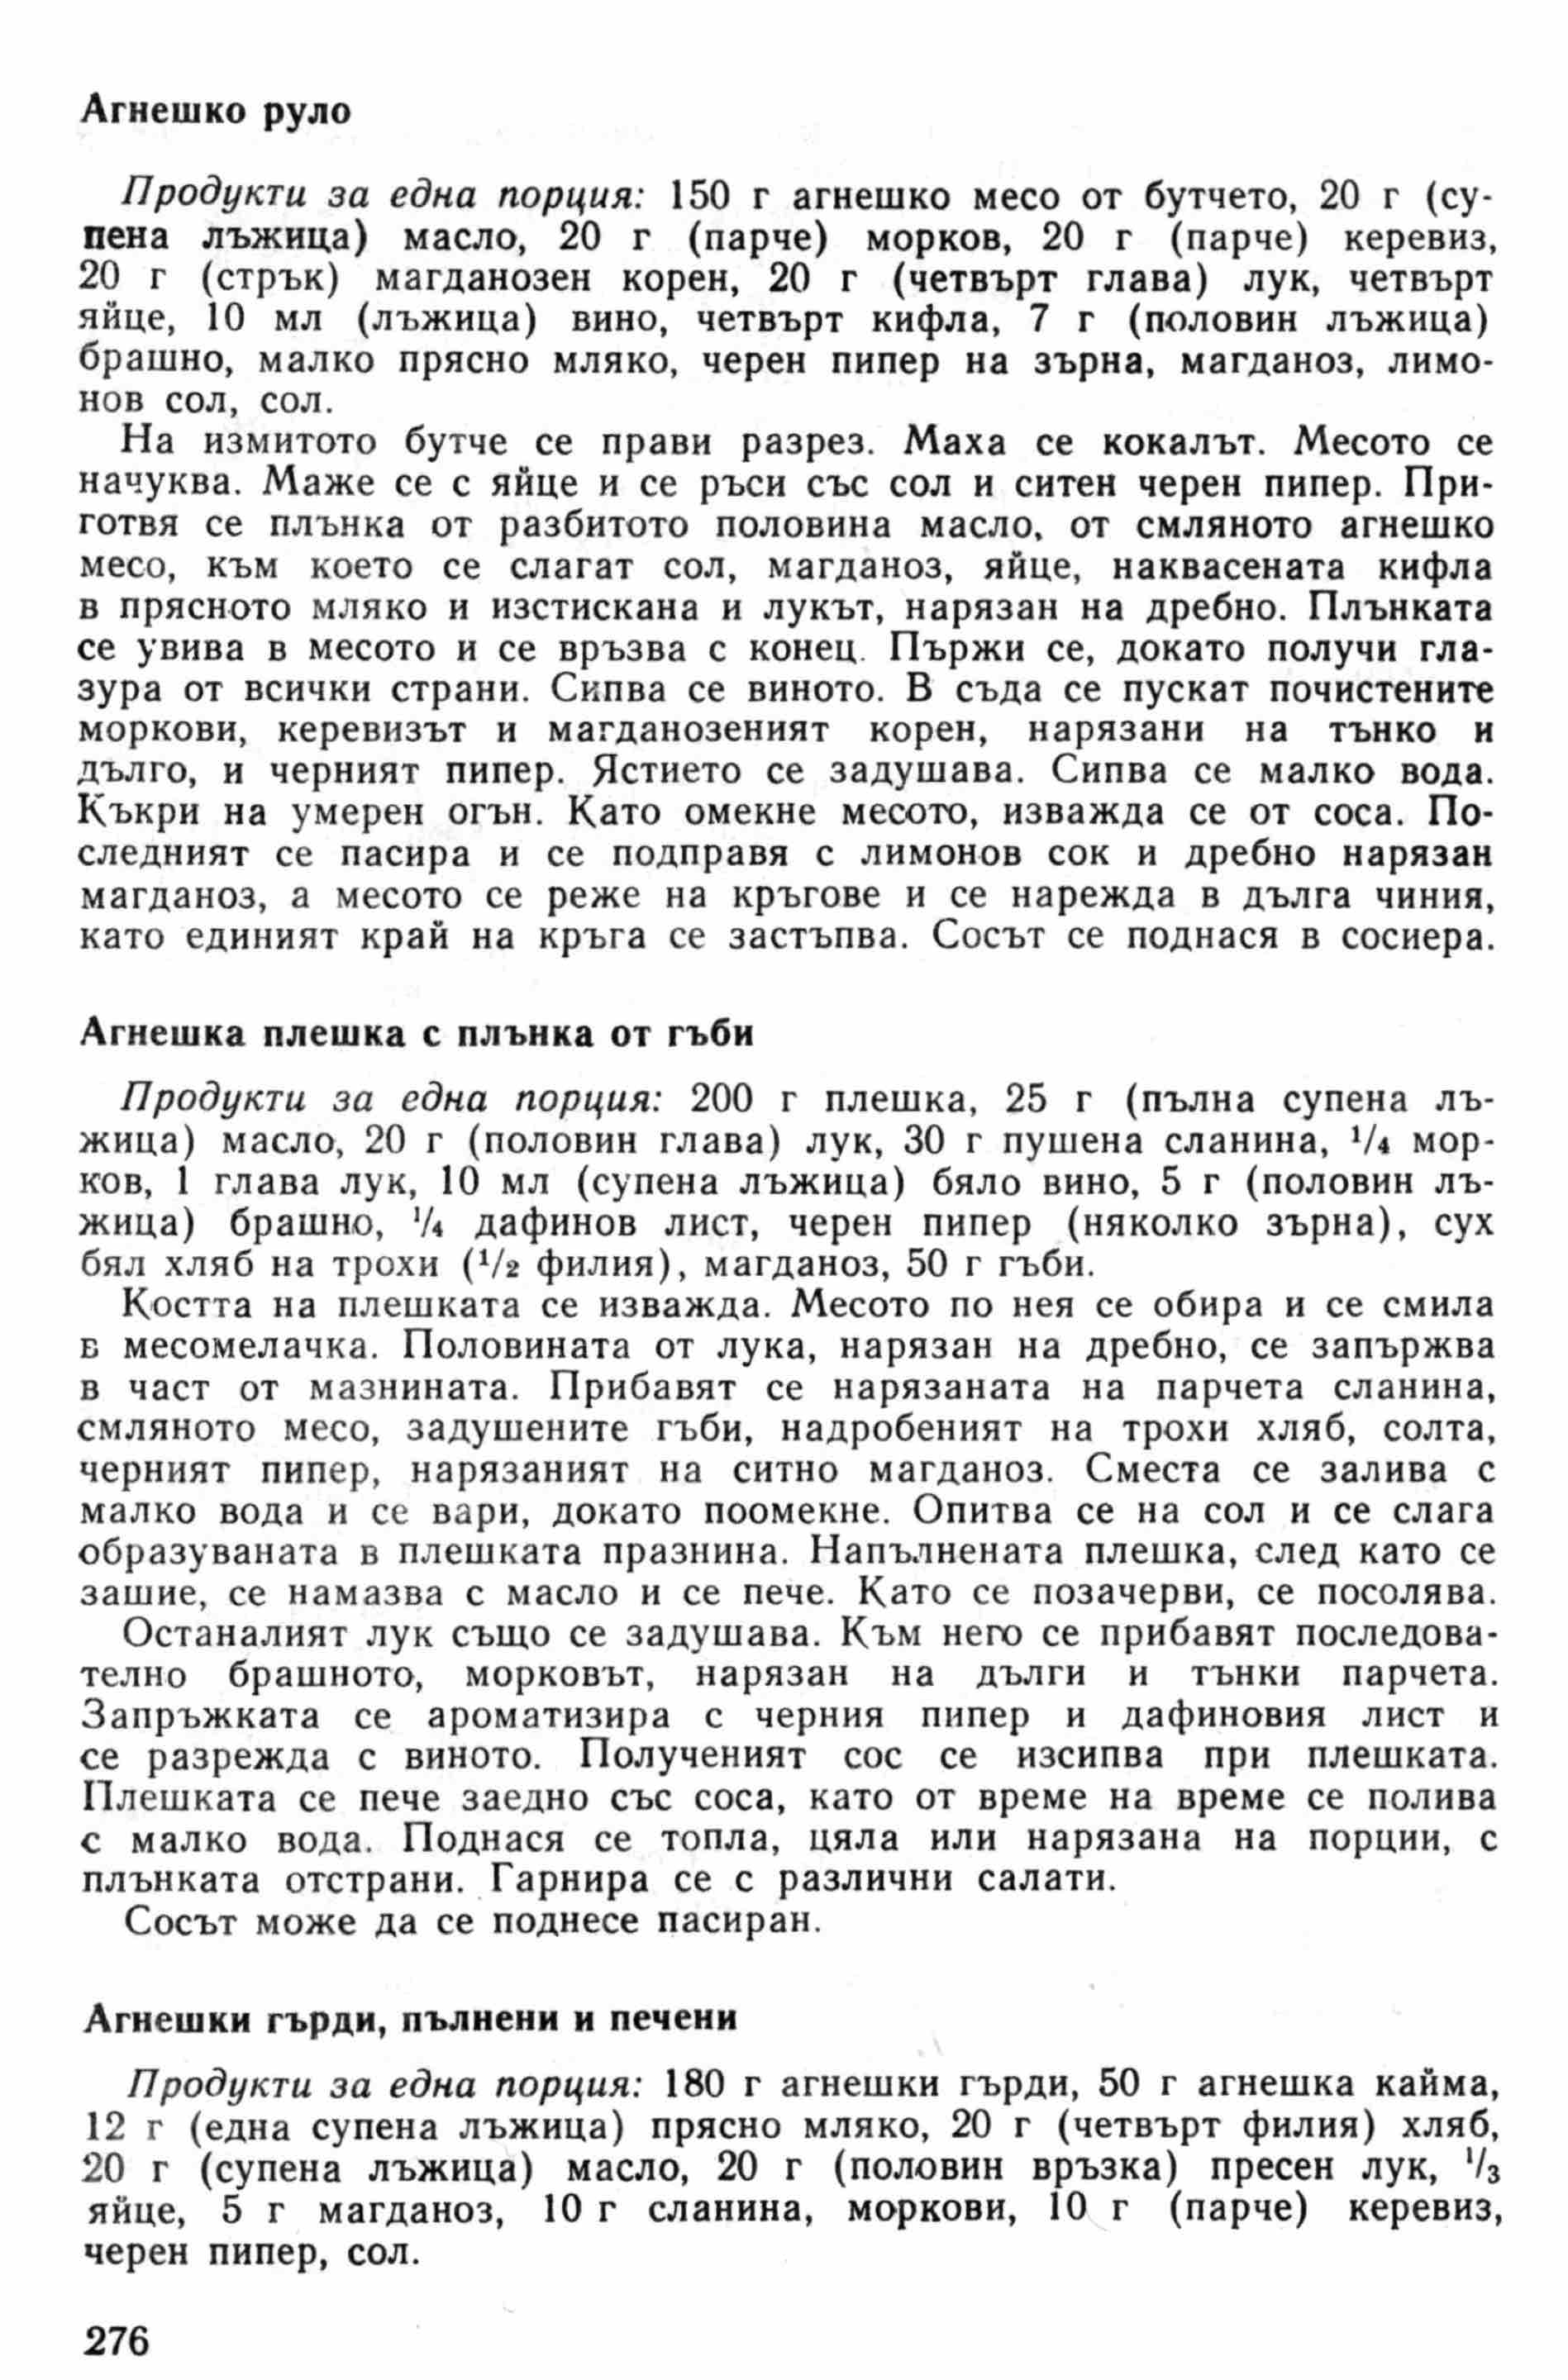 Агнешко руло
Продукти за една порция: 150 г агнешко месо от бутчето, 20 г (су-
пена лъжица) масло, 20 г (парче) морков, 20 г (парче) керевиз,
20 г (стрък) магданозен корен, 20 г (четвърт глава) лук, четвърт
яйце, 10 мл (лъжица) вино, четвърт кифла, 7 г (половин лъжица)
брашно, малко прясно мляко, черен пипер на зърна, магданоз, лимо-
нов сол, сол.
На измитото бутче се прави разрез. Маха се кокалът. Месото се
начуква. Маже се с яйце и се ръси със сол и ситен черен пипер. При-
готвя се плънка от разбитото половина масло, от смляното агнешко
месо, към което се слагат сол, магданоз, яйце, наквасената кифла
в прясното мляко и изстискана и лукът, нарязан на дребно. Плънката
се увива в месото и се връзва с конец. Пържи се, докато получи гла-
зура от всички страни. Сипва се виното. В съда се пускат почистените
моркови, керевизът и магданозеният корен, нарязани на тънко и
дълго, и черният пипер. Ястието се задушава. Сипва се малко вода.
Къкри на умерен огън. Като омекне месото, изважда се от соса. По-
следният се пасира и се подправя с лимонов сок и дребно нарязан
магданоз, а месото се реже на кръгове и се нарежда в дълга чиния,
като единият край на кръга се застъпва. Сосът се поднася в сосиера.
Агнешка плешка с плънка от гъби
Продукти за една порция: 200 г плешка, 25 г (пълна супена лъ-
жица) масло, 20 г (половин глава) лук, 30 г пушена сланина, 1/4 мор-
ков, 1 глава лук, 10 мл (супена лъжица) бяло вино, 5 г (половин лъ-
жица) брашно, 1/4 дафинов лист, черен пипер (няколко зърна), сух
бял хляб на трохи (1/2 филия), магданоз, 50 г гъби.
Костта на плешката се изважда. Месото по нея се обира и се смила
в месомелачка. Половината от лука, нарязан на дребно, се запържва
в част от мазнината. Прибавят се нарязаната на парчета сланина,
смляното месо, задушените гъби, надробеният на трохи хляб, солта,
черният пипер, нарязаният на ситно магданоз. Сместа се залива с
малко вода и се вари, докато поомекне. Опитва се на сол и се слага
образуваната в плешката празнина. Напълнената плешка, след като се
зашие, се намазва с масло и се пече. Като се позачерви, се посолява.
Останалият лук също се задушава. Към него се прибавят последова-
телно брашното, морковът, нарязан на дълги и тънки парчета.
Запръжката се ароматизира с черния пипер и дафиновия лист и
се разрежда с виното. Полученият сос се изсипва при плешката.
Плешката се пече заедно със соса, като от време на време се полива
с малко вода. Поднася се топла, цяла или нарязана на порции, с
плънката отстрани. Гарнира се с различни салати.
Сосът може да се поднесе пасиран.
Агнешки гърди, пълнени и печени
Продукти за една порция: 180 г агнешки гърди, 50 г агнешка кайма,
12 г (една супена лъжица) прясно мляко, 20 г (четвърт филия) хляб,
20 г (супена лъжица) масло, 20 г (половин връзка) пресен лук, 1/3
яйце, 5 г магданоз, 10 г сланина, моркови, 10 г (парче) керевиз,
черен пипер, сол.
276